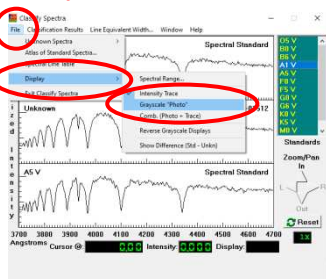 Classify Spectra
File Classification Results Line Equivalent Width... Window Help
Unknown Spectra
Atlas of Standard Spectra...
Spectral Line Table
Display
Exit Classify Spectra
Spectral Range...
Intensity Trace
Grayscale "Photo"
Comb. (Photo + Trace)
Reverse Grayscale Displays
Show Difference (Std - Unkn)
Spectral Standard
Unknown
A5 V
Spectral Standard
3700 3800 3900 4000 4100 4200 4300 4400 4500 4600 4700
Angstroms Cursor @: 0.00 Intensity: 0.000 Display:
O5 V
B0 V
B6 V
A1 V
A5 V
F0 V
F5 V
G0 V
G6 V
K0 V
K5 V
M0 V
Standards
Zoom/Pan
In
L R
Out
Reset
1X